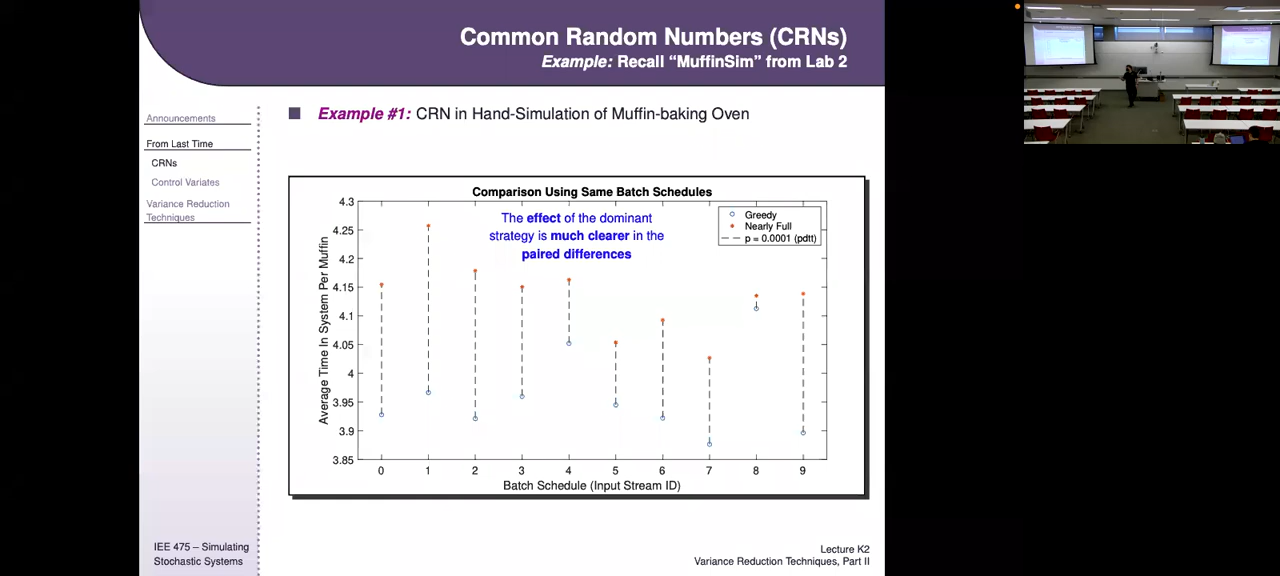 Common Random Numbers (CRNs)
Example: Recall “MuffinSim” from Lab 2
Announcements
From Last Time
CRNs
Control Variates
Variance Reduction
Techniques
Example #1: CRN in Hand-Simulation of Muffin-baking Oven
Comparison Using Same Batch Schedules
The effect of the dominant
strategy is much clearer in the
paired differences
Greedy
Nearly Full
p = 0.0001 (pdtt)
Average Time In System Per Muffin
4.3
4.25
4.2
4.15
4.1
4.05
4
3.95
3.9
3.85
0 1 2 3 4 5 6 7 8 9
Batch Schedule (Input Stream ID)
IEE 475 – Simulating
Stochastic Systems
Lecture K2
Variance Reduction Techniques, Part II